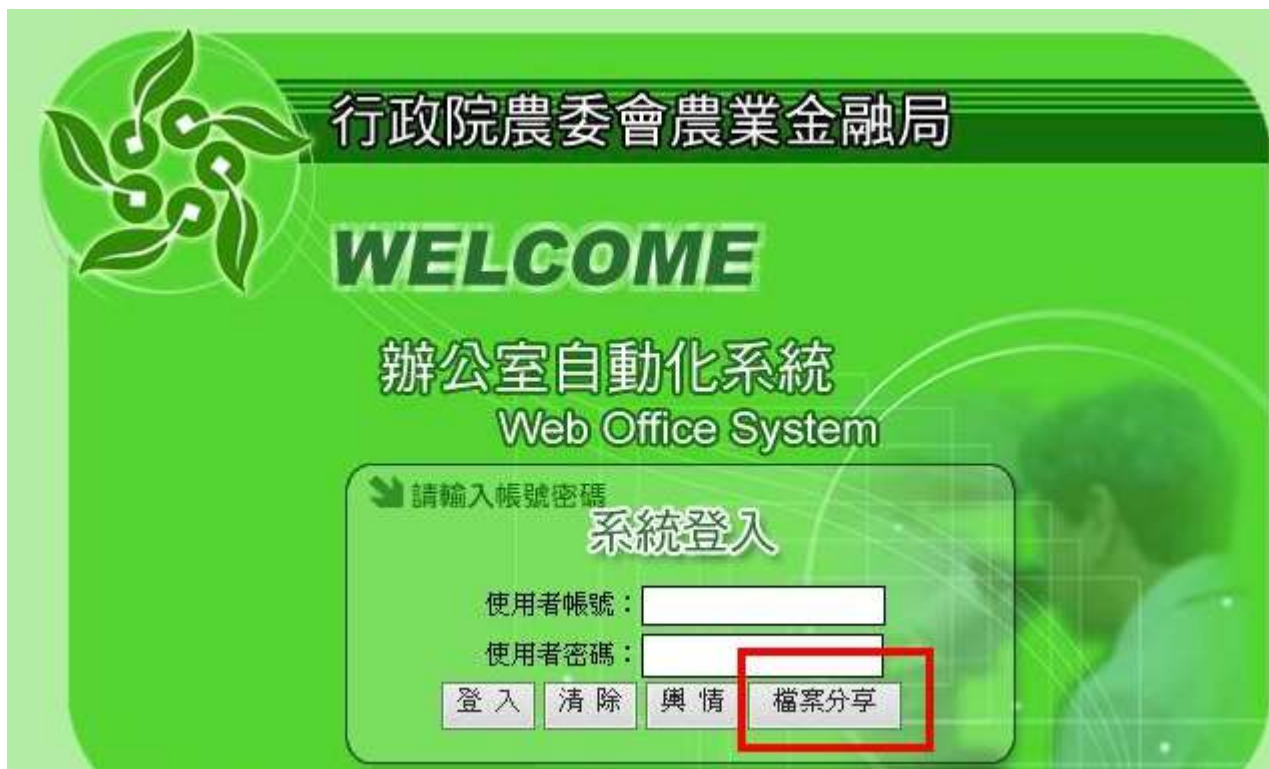 行政院農委會農業金融局
WELCOME
辦公室自動化系統
Web Office System
請輸入帳號密碼
系統登入
使用者帳號：
使用者密碼：
登 入 清 除 輿 情 檔案分享